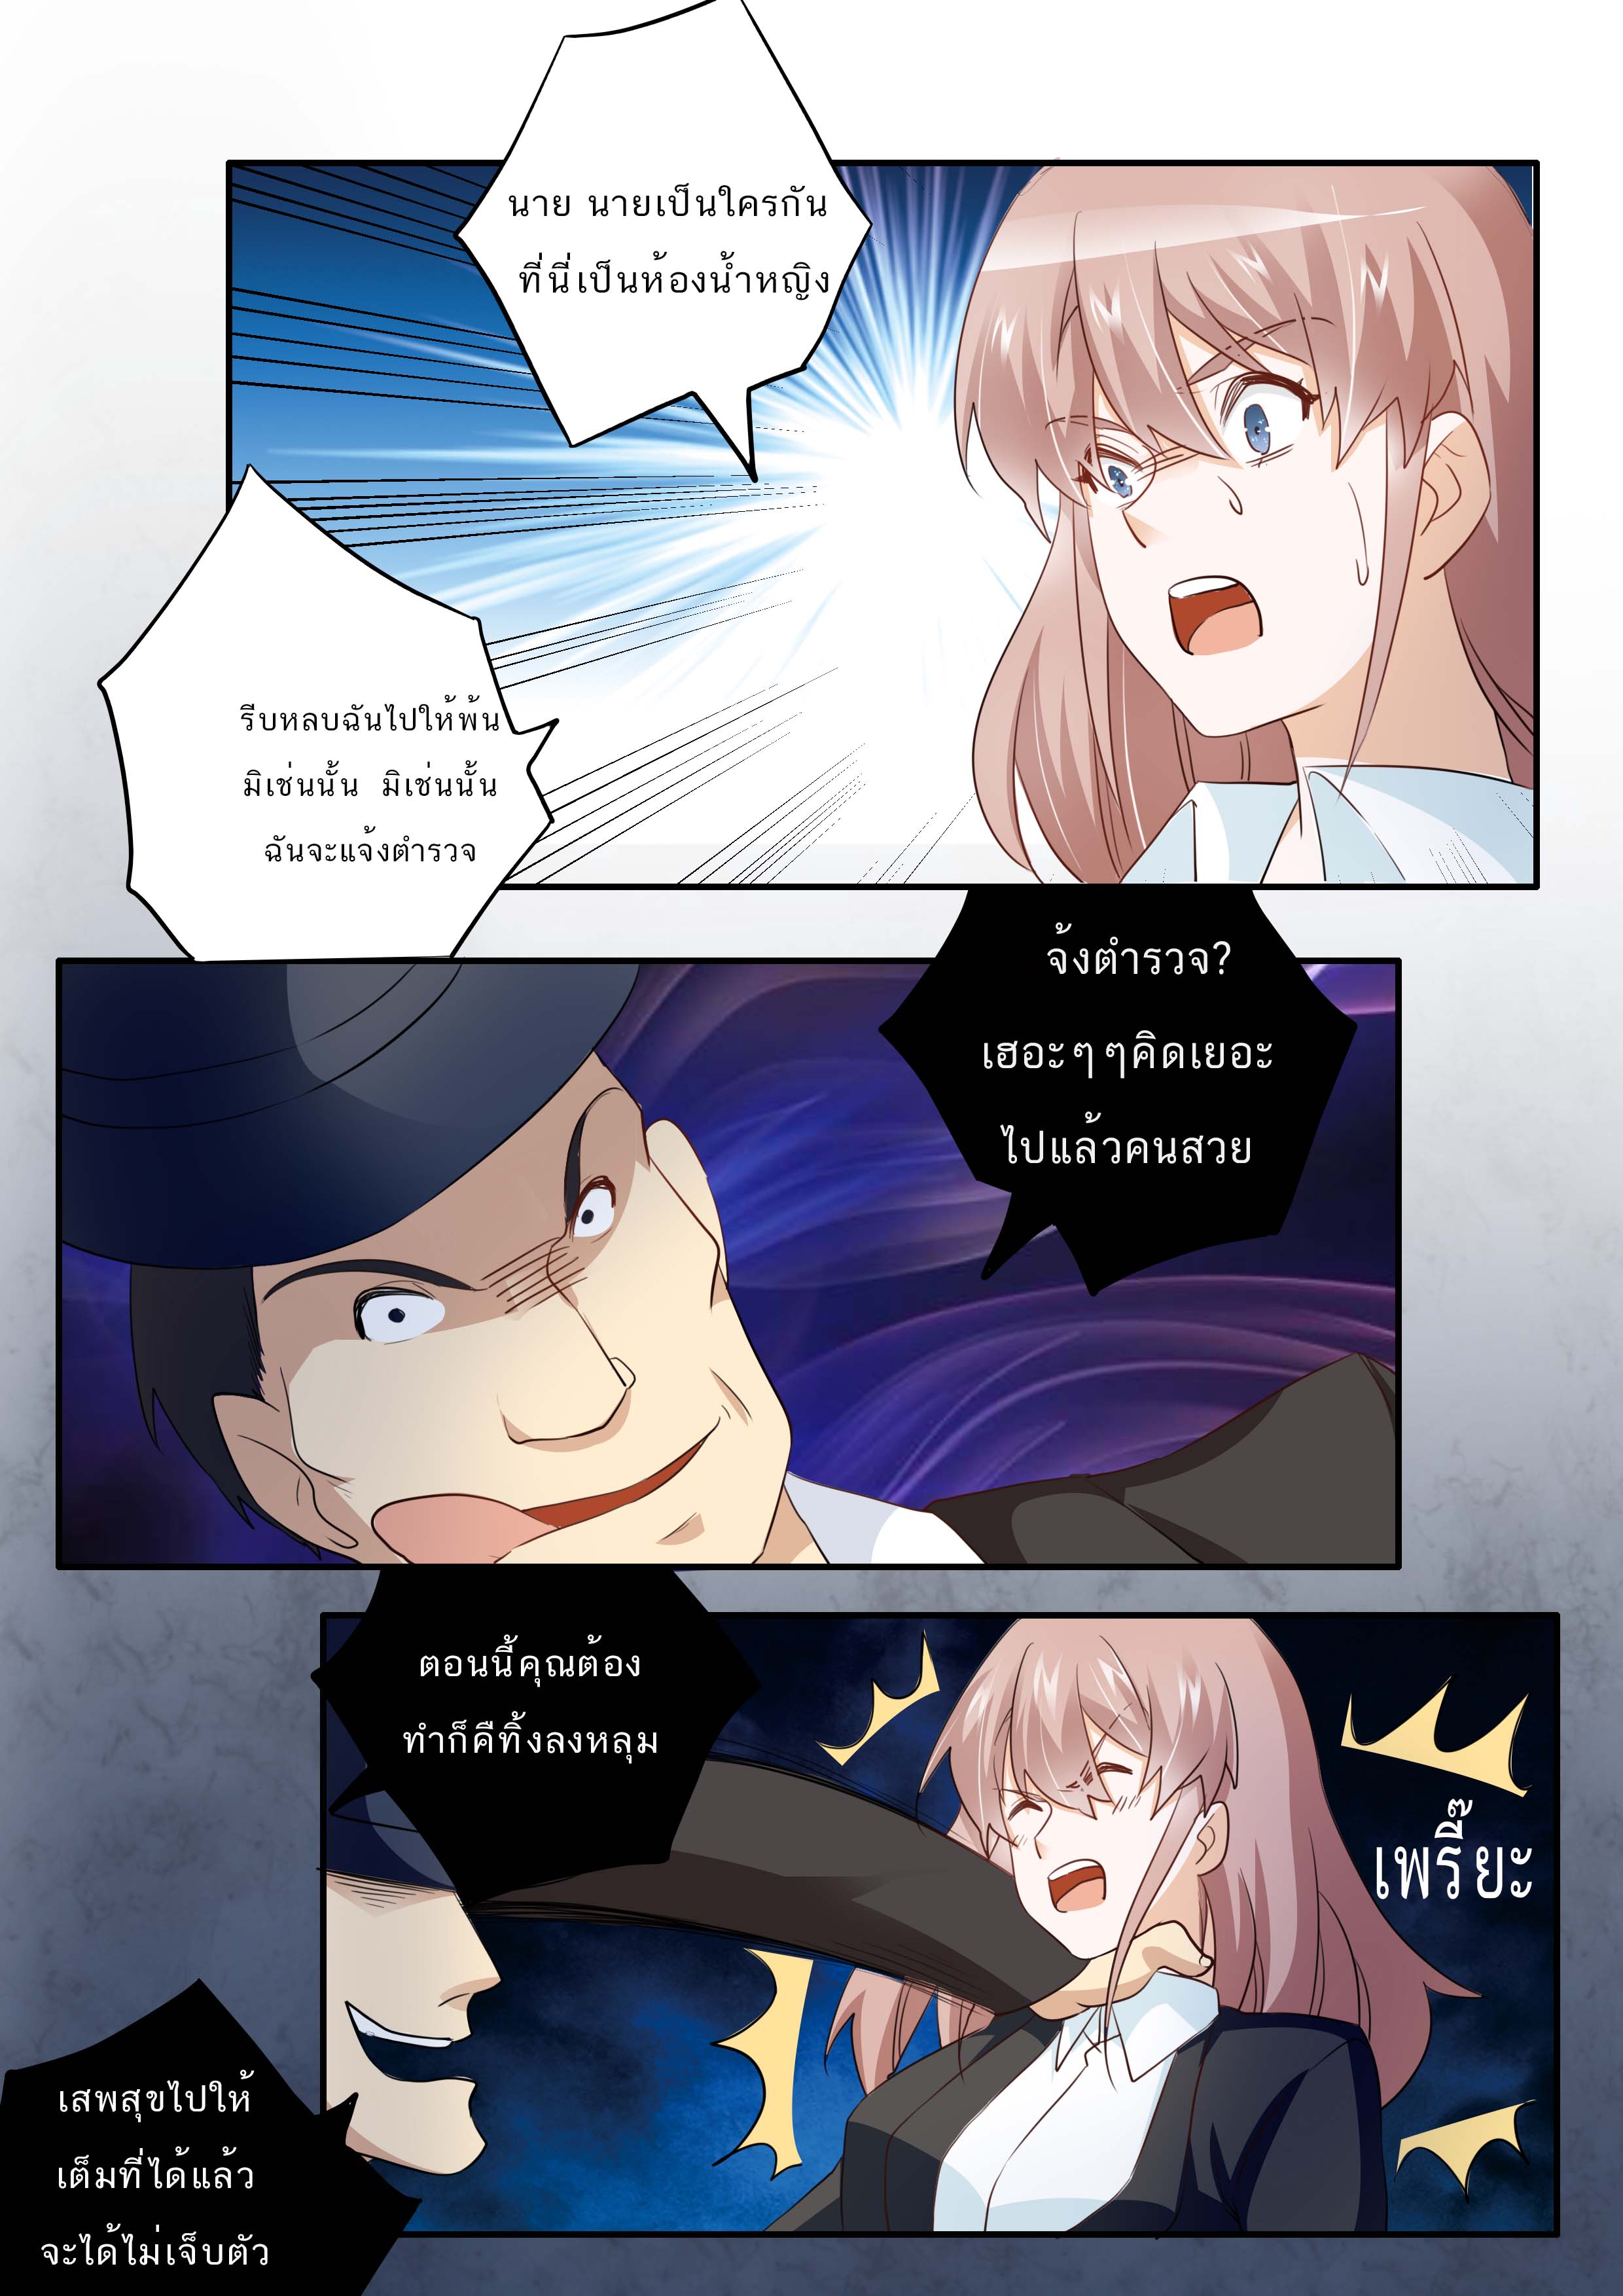 นาย นายเป็นใครกัน
ที่นี่เป็นห้องน้ำหญิง
รีบหลบฉันไปให้พ้น
มิเช่นนั้น มิเช่นนั้น
ฉันจะแจ้งตำรวจ
จ้งตำรวจ?
เฮอะๆๆคิดเยอะ
ไปแล้วคนสวย
ตอนนี้คุณต้อง
ทำก็คืทิ้งลงหลุม
เพรี๊ยะ
เสพสุขไปให้
เต็มที่ได้แล้ว
จะได้ไม่เจ็บตัว